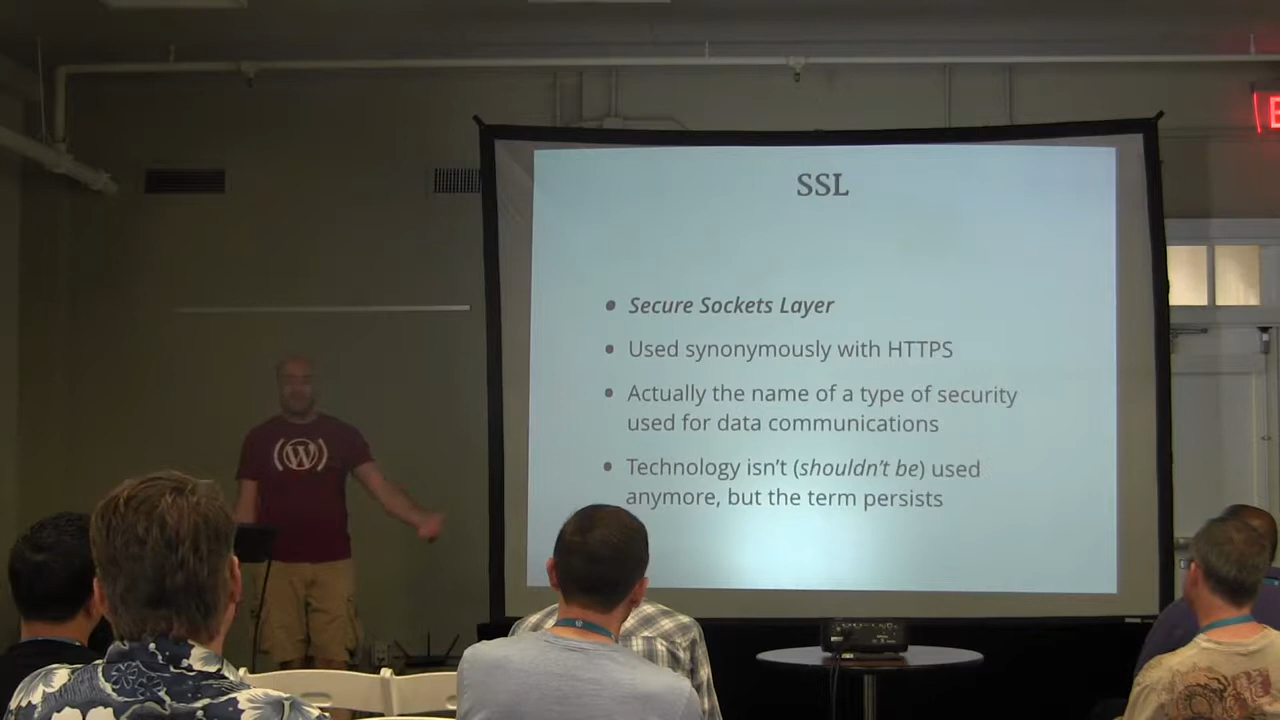 SSL
• Secure Sockets Layer
• Used synonymously with HTTPS
• Actually the name of a type of security
used for data communications
• Technology isn't (shouldn't be) used
anymore, but the term persists
(W)
E